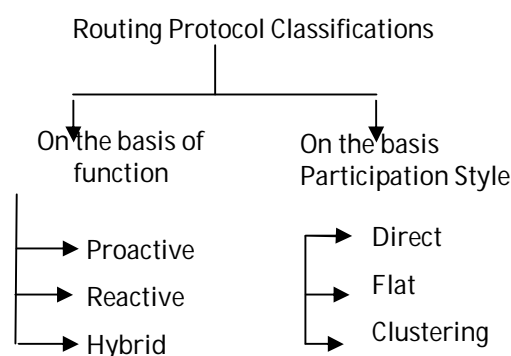 Routing Protocol Classifications
On the basis of
function
Proactive
Reactive
Hybrid
On the basis
Participation Style
Direct
Flat
Clustering